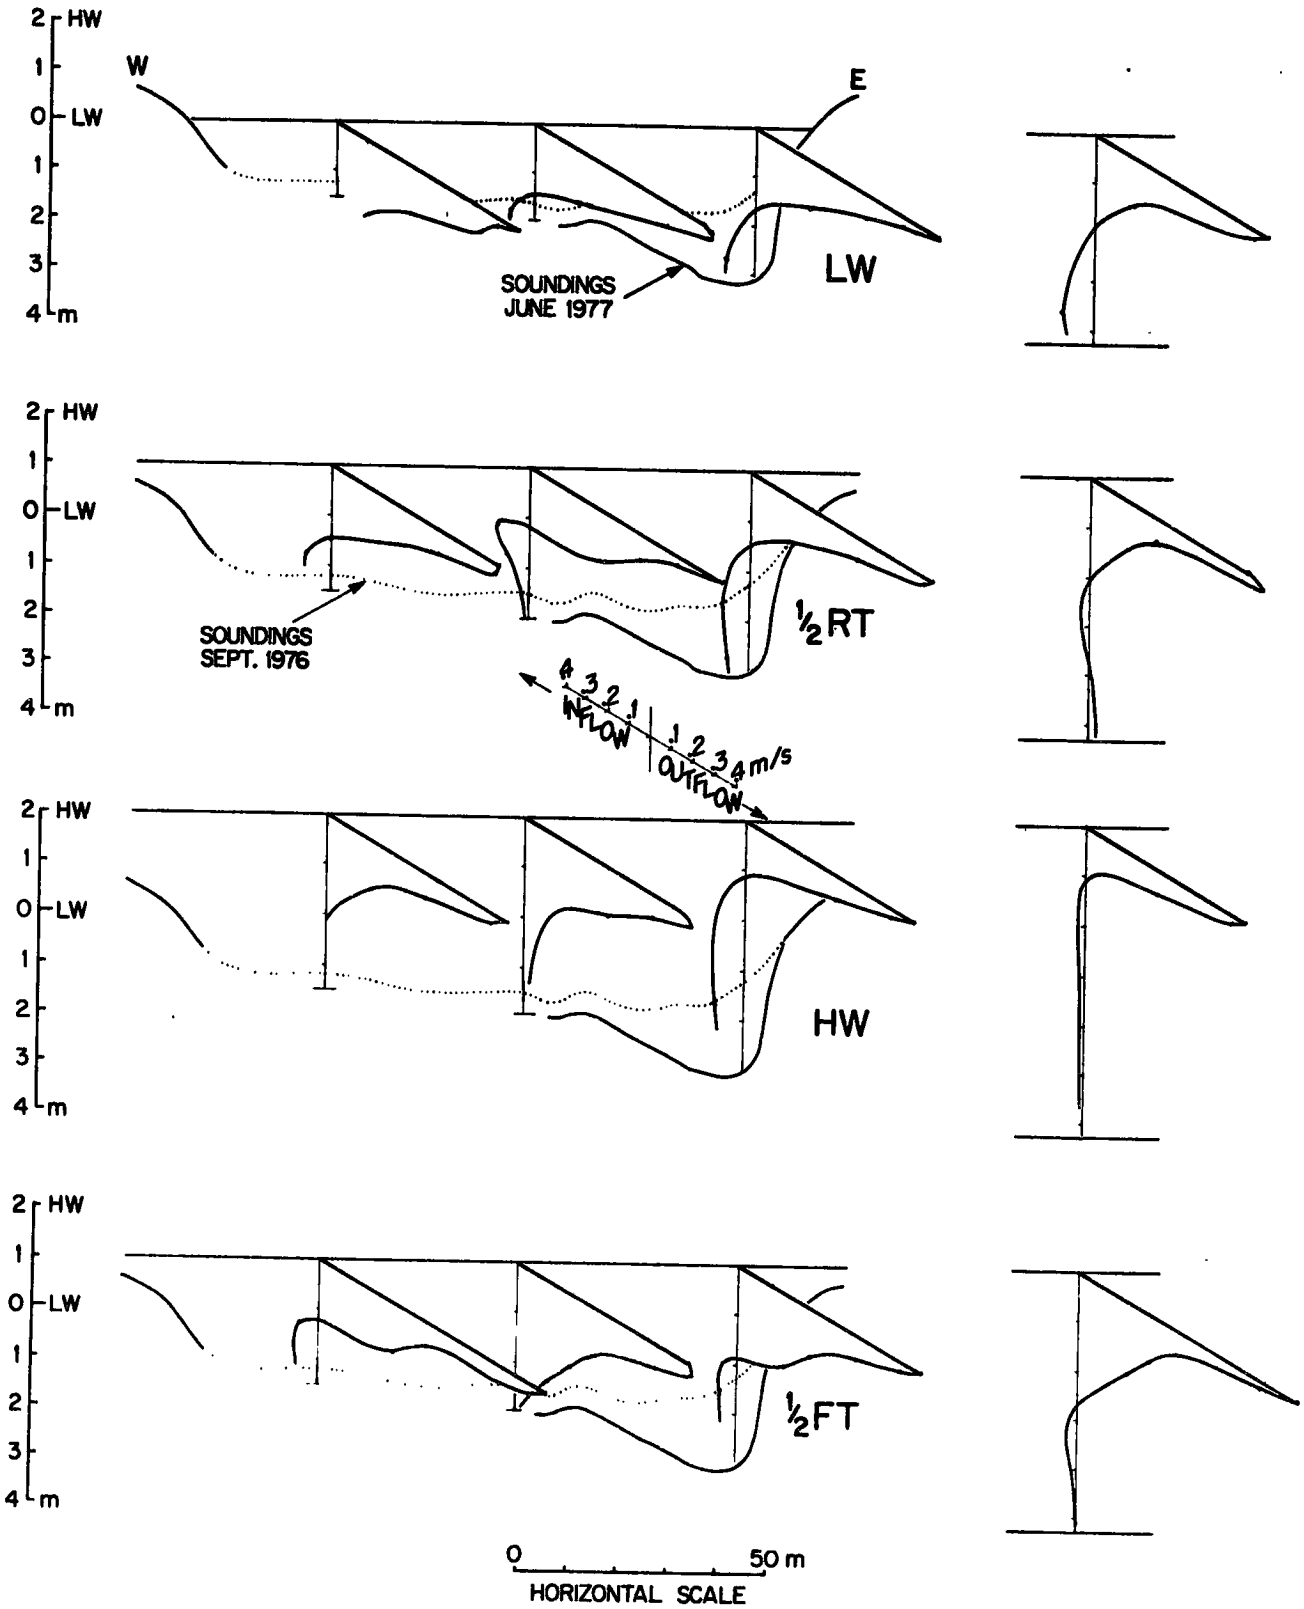 2 HW
1
W
E
0 LW
1
2
3
LW
SOUNDINGS
JUNE 1977
4 m
2 HW
1
0 LW
1
2
½ RT
SOUNDINGS
SEPT. 1976
3
4 m
.4 .3 .2 .1
INFLOW
.1 .2 .3 .4 m/s
OUTFLOW
2 HW
1
0 LW
1
2
HW
3
4 m
2 HW
1
0 LW
1
2
½ FT
3
4 m
0 50 m
HORIZONTAL SCALE